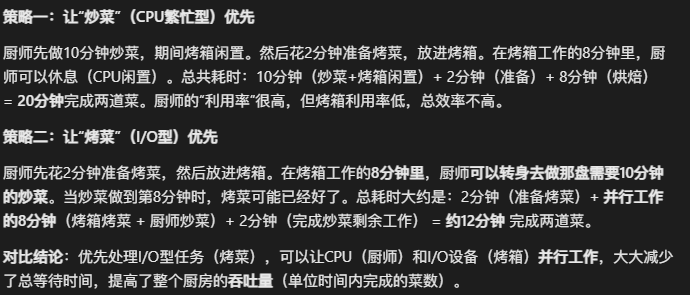 策略一：让“炒菜”（CPU繁忙型）优先
厨师先做10分钟炒菜，期间烤箱闲置。然后花2分钟准备烤菜，放进烤箱。在烤箱工作的8分钟里，厨
师可以休息（CPU闲置）。总共耗时：10分钟（炒菜+烤箱闲置）+ 2分钟（准备）+ 8分钟（烘焙）
= 20分钟完成两道菜。厨师的“利用率”很高，但烤箱利用率低，总效率不高。
策略二：让“烤菜”（I/O型）优先
厨师先花2分钟准备烤菜，然后放进烤箱。在烤箱工作的8分钟里，厨师可以转身去做那盘需要10分钟
的炒菜。当炒菜做到第8分钟时，烤菜可能已经好了。总耗时大约是：2分钟（准备烤菜）+ 并行工作
的8分钟（烤箱烤菜 + 厨师炒菜）+ 2分钟（完成炒菜剩余工作） = 约12分钟 完成两道菜。
对比结论：优先处理I/O型任务（烤菜），可以让CPU（厨师）和I/O设备（烤箱）并行工作，大大减少
了总等待时间，提高了整个厨房的吞吐量（单位时间内完成的菜数）。